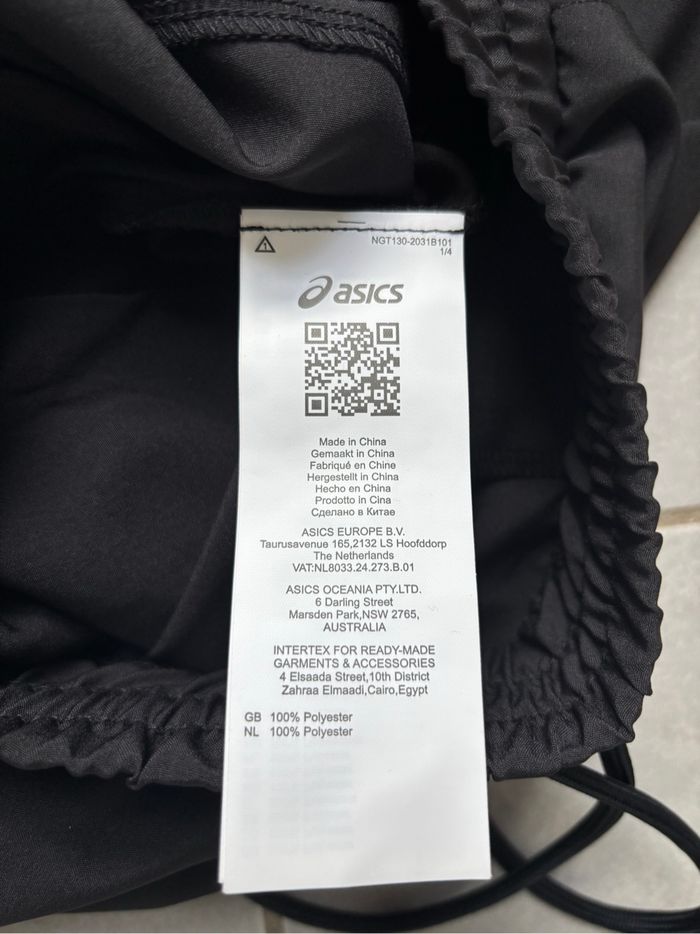 NGT130-2031B101
1/4
asics
Made in China
Gemaakt in China
Fabriqué en Chine
Hergestellt in China
Hecho en China
Prodotto in Cina
Сделано в Китае
ASICS EUROPE B.V.
Taurusavenue 165,2132 LS Hoofddorp
The Netherlands
VAT:NL8033.24.273.B.01
ASICS OCEANIA PTY.LTD.
6 Darling Street
Marsden Park,NSW 2765,
AUSTRALIA
INTERTEX FOR READY-MADE
GARMENTS & ACCESSORIES
4 Elsaada Street,10th District
Zahraa Elmaadi,Cairo,Egypt
GB 100% Polyester
NL 100% Polyester